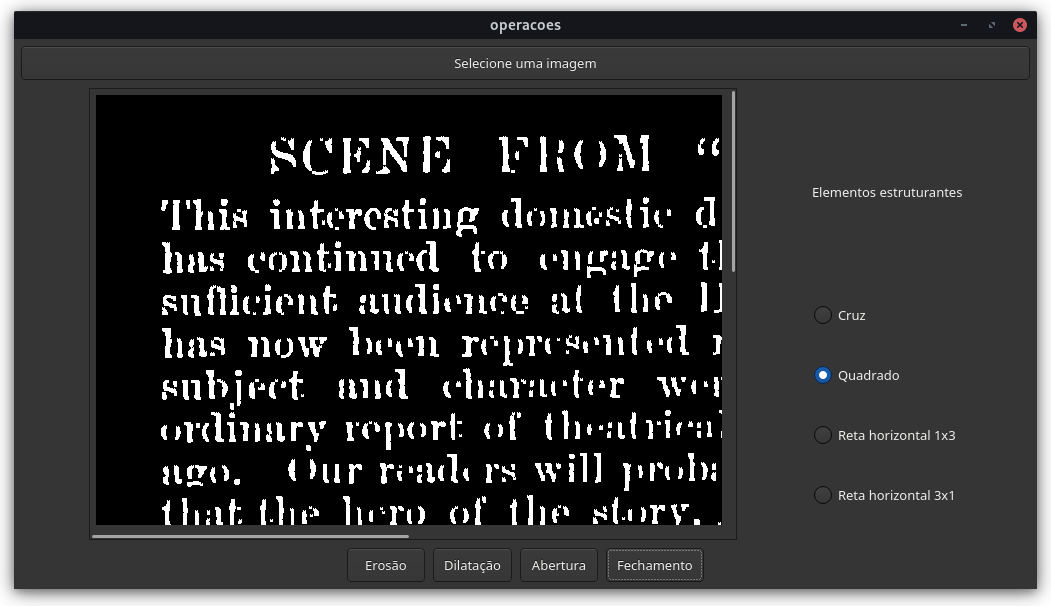 operacoes
Selecione uma imagem
SCENE FROM “
This interesting domestic d
has continued to engage th
sufficient audience at the
has now been represented
subject and character wer
ordinary report of theatrical
ago. Our readers will proba
that the hero of the story.
Elementos estruturantes
Cruz
Quadrado
Reta horizontal 1x3
Reta horizontal 3x1
Erosão
Dilatação
Abertura
Fechamento